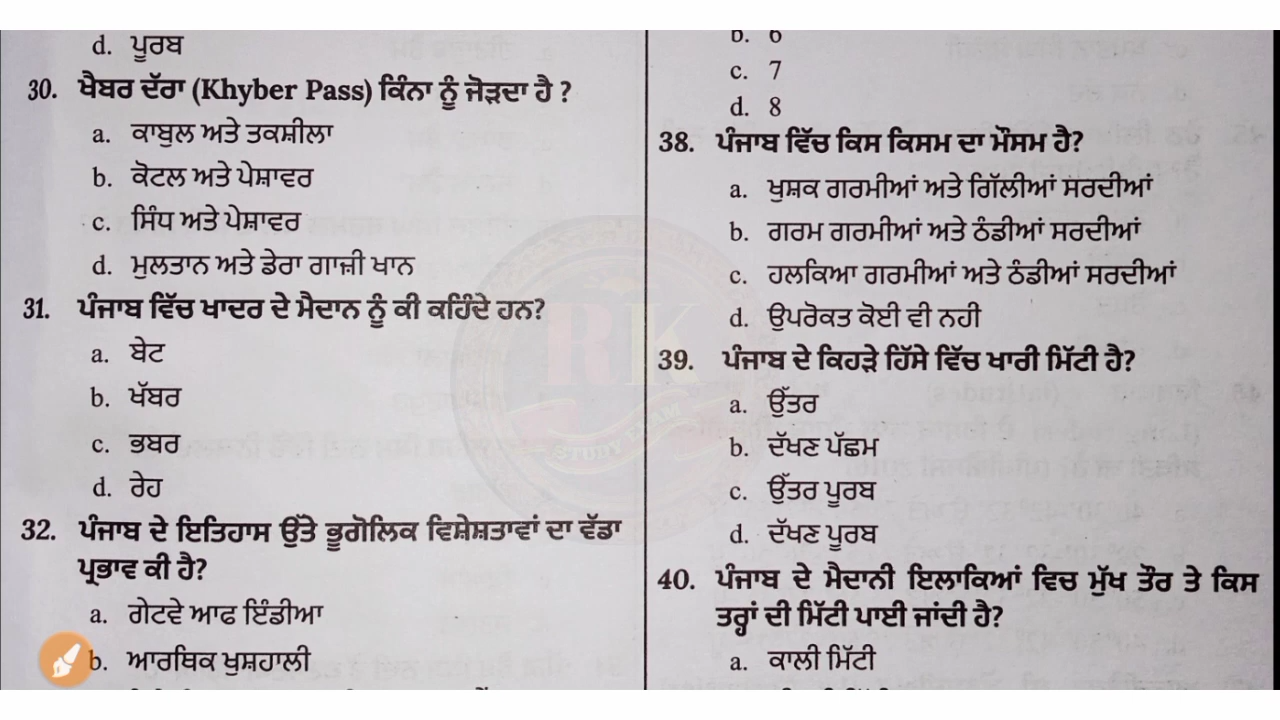 d. ਪੂਰਬ
30. ਖੈਬਰ ਦੱਰਾ (Khyber Pass) ਕਿੰਨਾ ਨੂੰ ਜੋੜਦਾ ਹੈ ?
a. ਕਾਬੁਲ ਅਤੇ ਤਕਸ਼ੀਲਾ
b. ਕੋਟਲ ਅਤੇ ਪੇਸ਼ਾਵਰ
c. ਸਿੰਧ ਅਤੇ ਪੇਸ਼ਾਵਰ
d. ਮੁਲਤਾਨ ਅਤੇ ਡੇਰਾ ਗਾਜ਼ੀ ਖਾਨ
31. ਪੰਜਾਬ ਵਿੱਚ ਖਾਦਰ ਦੇ ਮੈਦਾਨ ਨੂੰ ਕੀ ਕਹਿੰਦੇ ਹਨ?
a. ਬੇਟ
b. ਖੱਬਰ
c. ਭਬਰ
d. ਰੇਹ
32. ਪੰਜਾਬ ਦੇ ਇਤਿਹਾਸ ਉੱਤੇ ਭੂਗੋਲਿਕ ਵਿਸ਼ੇਸ਼ਤਾਵਾਂ ਦਾ ਵੱਡਾ
ਪ੍ਰਭਾਵ ਕੀ ਹੈ?
a. ਗੇਟਵੇ ਆਫ ਇੰਡੀਆ
b. ਆਰਥਿਕ ਖੁਸ਼ਹਾਲੀ
b. 6
c. 7
d. 8
38. ਪੰਜਾਬ ਵਿੱਚ ਕਿਸ ਕਿਸਮ ਦਾ ਮੌਸਮ ਹੈ?
a. ਖੁਸ਼ਕ ਗਰਮੀਆਂ ਅਤੇ ਗਿੱਲੀਆਂ ਸਰਦੀਆਂ
b. ਗਰਮ ਗਰਮੀਆਂ ਅਤੇ ਠੰਡੀਆਂ ਸਰਦੀਆਂ
c. ਹਲਕਿਆ ਗਰਮੀਆਂ ਅਤੇ ਠੰਡੀਆਂ ਸਰਦੀਆਂ
d. ਉਪਰੋਕਤ ਕੋਈ ਵੀ ਨਹੀ
39. ਪੰਜਾਬ ਦੇ ਕਿਹੜੇ ਹਿੱਸੇ ਵਿੱਚ ਖਾਰੀ ਮਿੱਟੀ ਹੈ?
a. ਉੱਤਰ
b. ਦੱਖਣ ਪੱਛਮ
c. ਉੱਤਰ ਪੂਰਬ
d. ਦੱਖਣ ਪੂਰਬ
40. ਪੰਜਾਬ ਦੇ ਮੈਦਾਨੀ ਇਲਾਕਿਆਂ ਵਿਚ ਮੁੱਖ ਤੌਰ ਤੇ ਕਿਸ
ਤਰ੍ਹਾਂ ਦੀ ਮਿੱਟੀ ਪਾਈ ਜਾਂਦੀ ਹੈ?
a. ਕਾਲੀ ਮਿੱਟੀ
RK